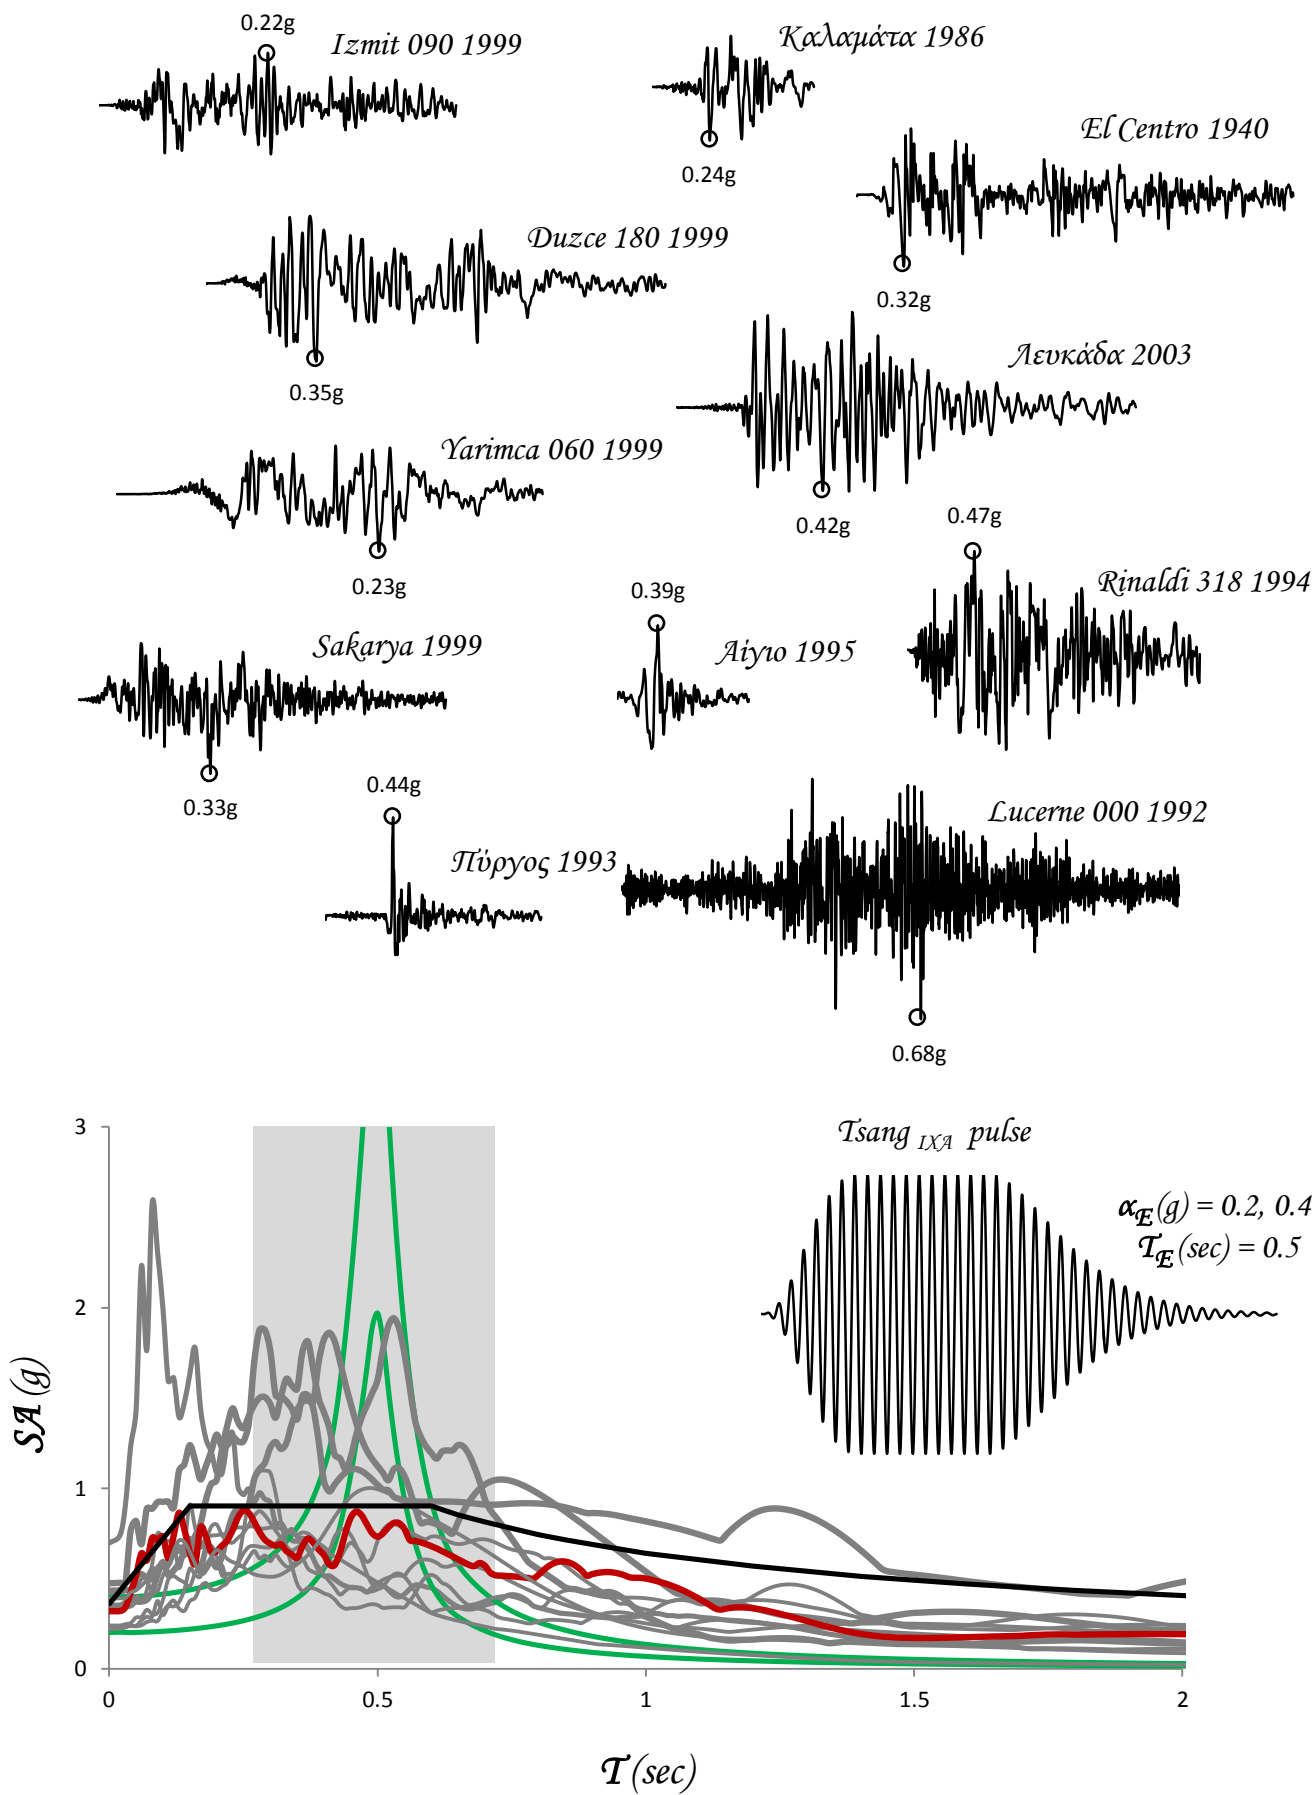 0.22g
Izmit 090 1999
Καλαμάτα 1986
0.24g
El Centro 1940
0.32g
Duzce 180 1999
0.35g
Λευκάδα 2003
0.42g
Yarimca 060 1999
0.23g
0.47g
Rinaldi 318 1994
0.39g
Αίγιο 1995
Sakarya 1999
0.33g
0.44g
Πύργος 1993
Lucerne 000 1992
0.68g
Tsang IXA pulse
αE(g) = 0.2, 0.4
TE(sec) = 0.5
3
2
1
0
SA (g)
0 0.5 1 1.5 2
T (sec)